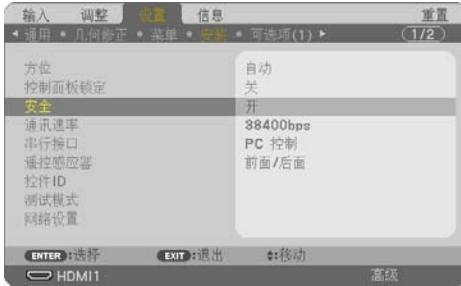 输入 调整 设置 信息 重置
通用 • 几何修正 • 菜单 • 安装 • 可选项(1) (1/2)
方位 自动
控制面板锁定 关
安全 开
通讯速率 38400bps
串行接口 PC 控制
遥控感应器 前面/后面
控件ID
测试模式
网络设置
ENTER :选择 EXIT :退出 :移动
HDMI1 高级